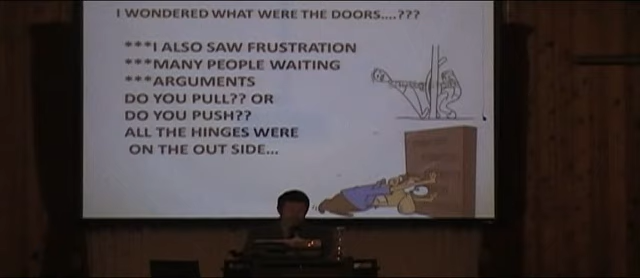 I WONDERED WHAT WERE THE DOORS....???
***I ALSO SAW FRUSTRATION
***MANY PEOPLE WAITING
***ARGUMENTS
DO YOU PULL?? OR
DO YOU PUSH??
ALL THE HINGES WERE
ON THE OUT SIDE...